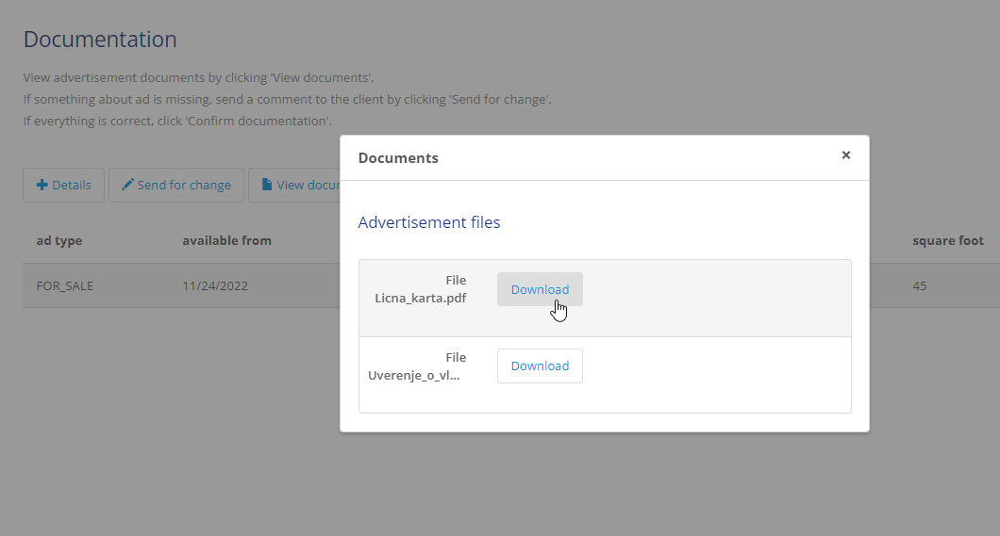 Documentation
View advertisement documents by clicking 'View documents'.
If something about ad is missing, send a comment to the client by clicking 'Send for change'.
If everything is correct, click 'Confirm documentation'.
Details Send for change View docur
ad type available from square foot
FOR_SALE 11/24/2022 45
Documents ×
Advertisement files
File
Licna_karta.pdf
Download
File
Uverenje_o_vl...
Download